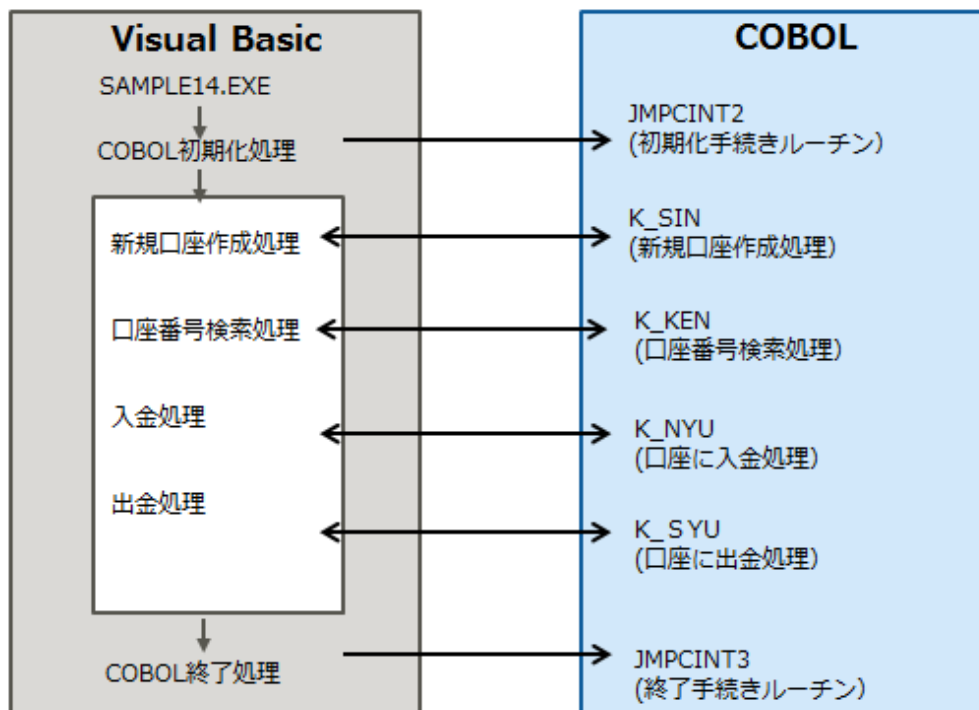 Visual Basic
SAMPLE14.EXE
COBOL初期化処理
新規口座作成処理
口座番号検索処理
入金処理
出金処理
COBOL終了処理
COBOL
JMPCINT2
(初期化手続きルーチン)
K_SIN
(新規口座作成処理)
K_KEN
(口座番号検索処理)
K_NYU
(口座に入金処理)
K_ＳYU
(口座に出金処理)
JMPCINT3
(終了手続きルーチン)